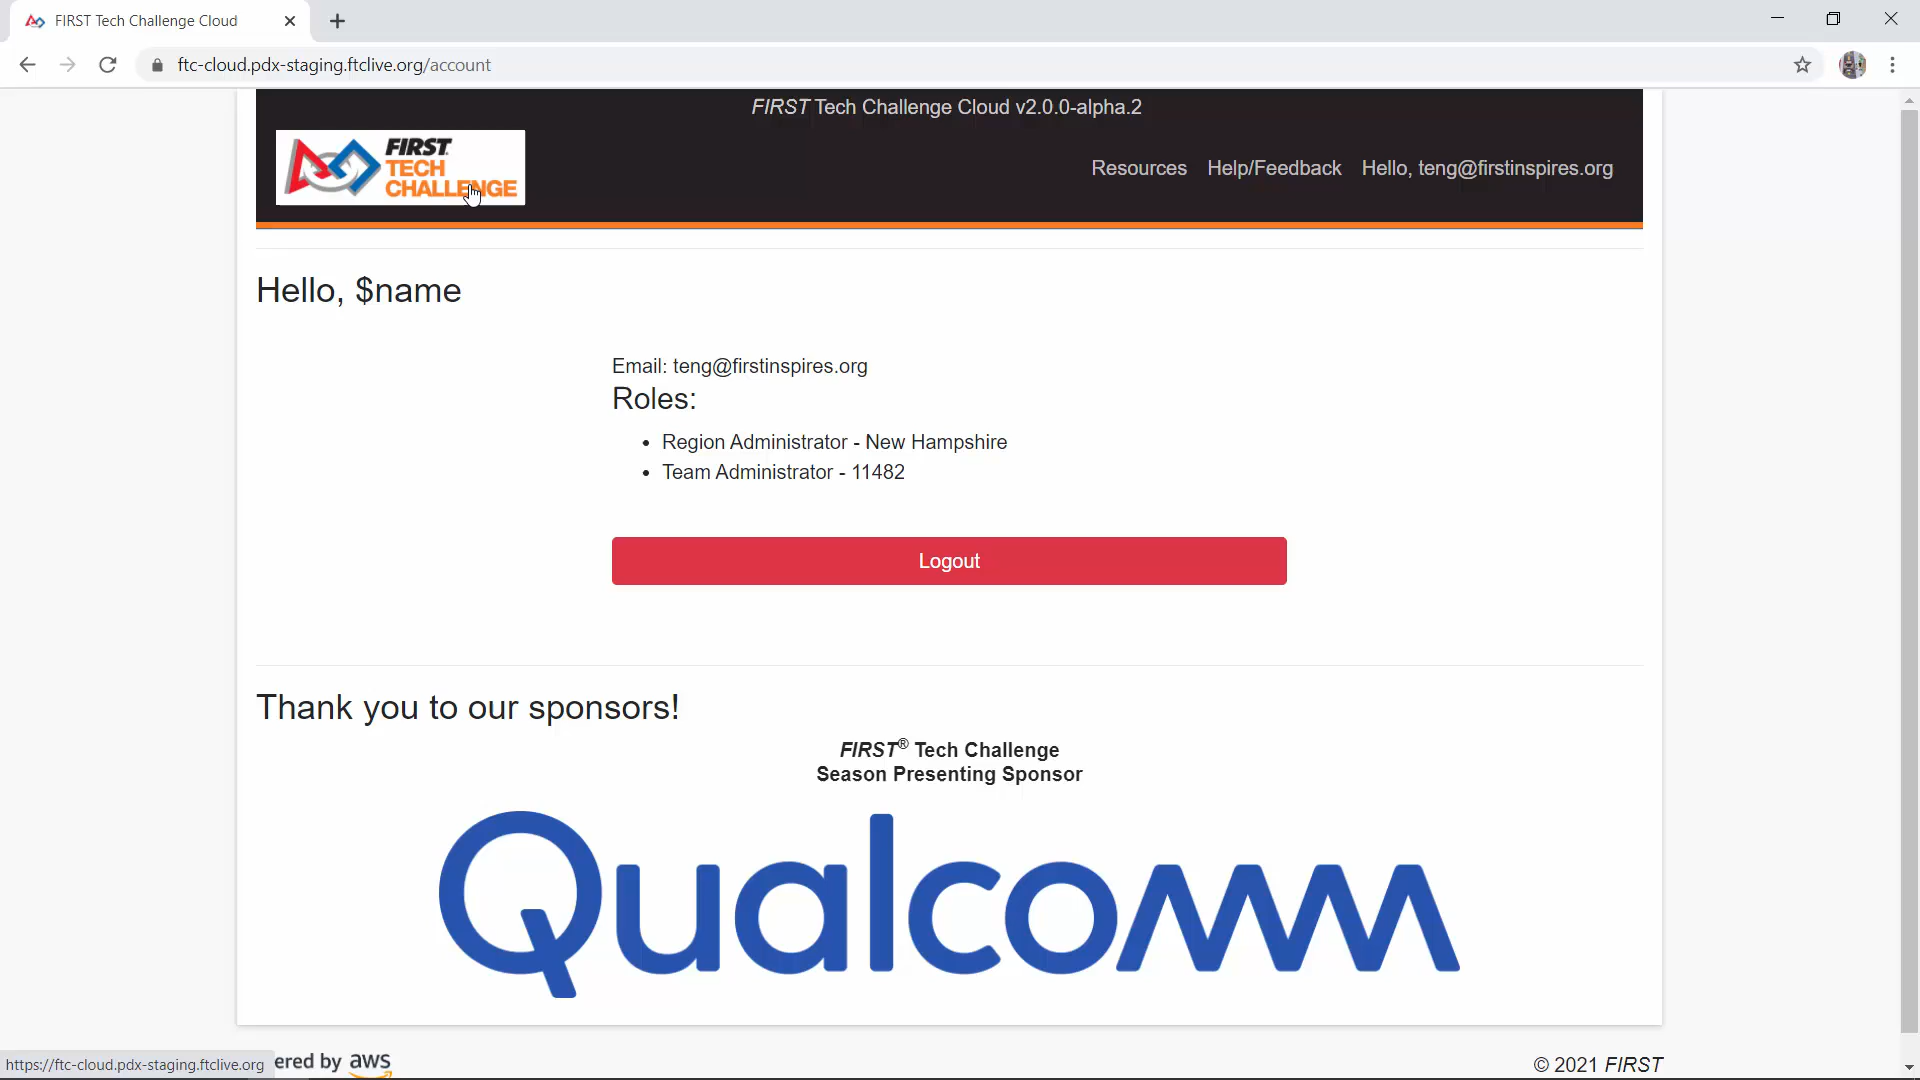 FIRST Tech Challenge Cloud
ftc-cloud.pdx-staging.ftclive.org/account
FIRST Tech Challenge Cloud v2.0.0-alpha.2
FIRST
TECH
CHALLENGE
Resources Help/Feedback Hello, teng@firstinspires.org
Hello, $name
Email: teng@firstinspires.org
Roles:
• Region Administrator - New Hampshire
• Team Administrator - 11482
Logout
Thank you to our sponsors!
FIRST® Tech Challenge
Season Presenting Sponsor
Qualcomm
https://ftc-cloud.pdx-staging.ftclive.org ered by aws
© 2021 FIRST